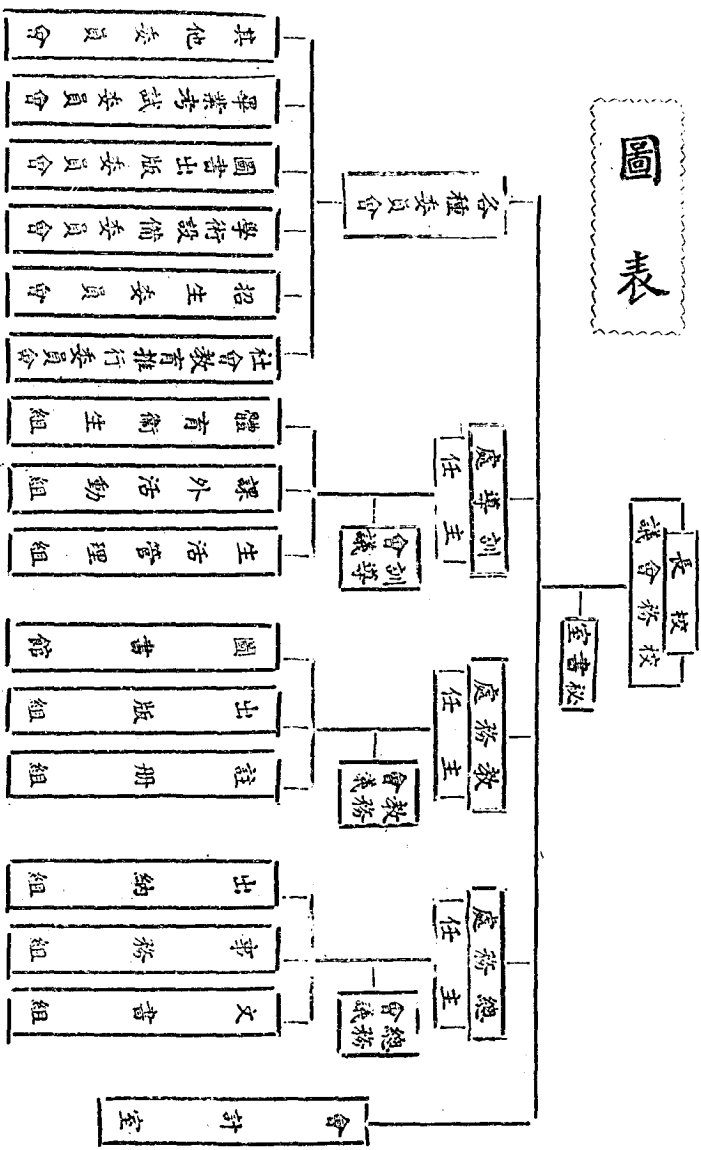 圖表
校長
校務會議
秘書室
會計室
總務處
主任
總務會議
文書組
事務組
出納組
教務處
主任
教務會議
註冊組
出版組
圖書館
訓導處
主任
訓導會議
生活管理組
課外活動組
體育衛生組
各種委員會
社會教育推行委員會
招生委員會
學術設備委員會
圖書出版委員會
畢業考試委員會
其他委員會